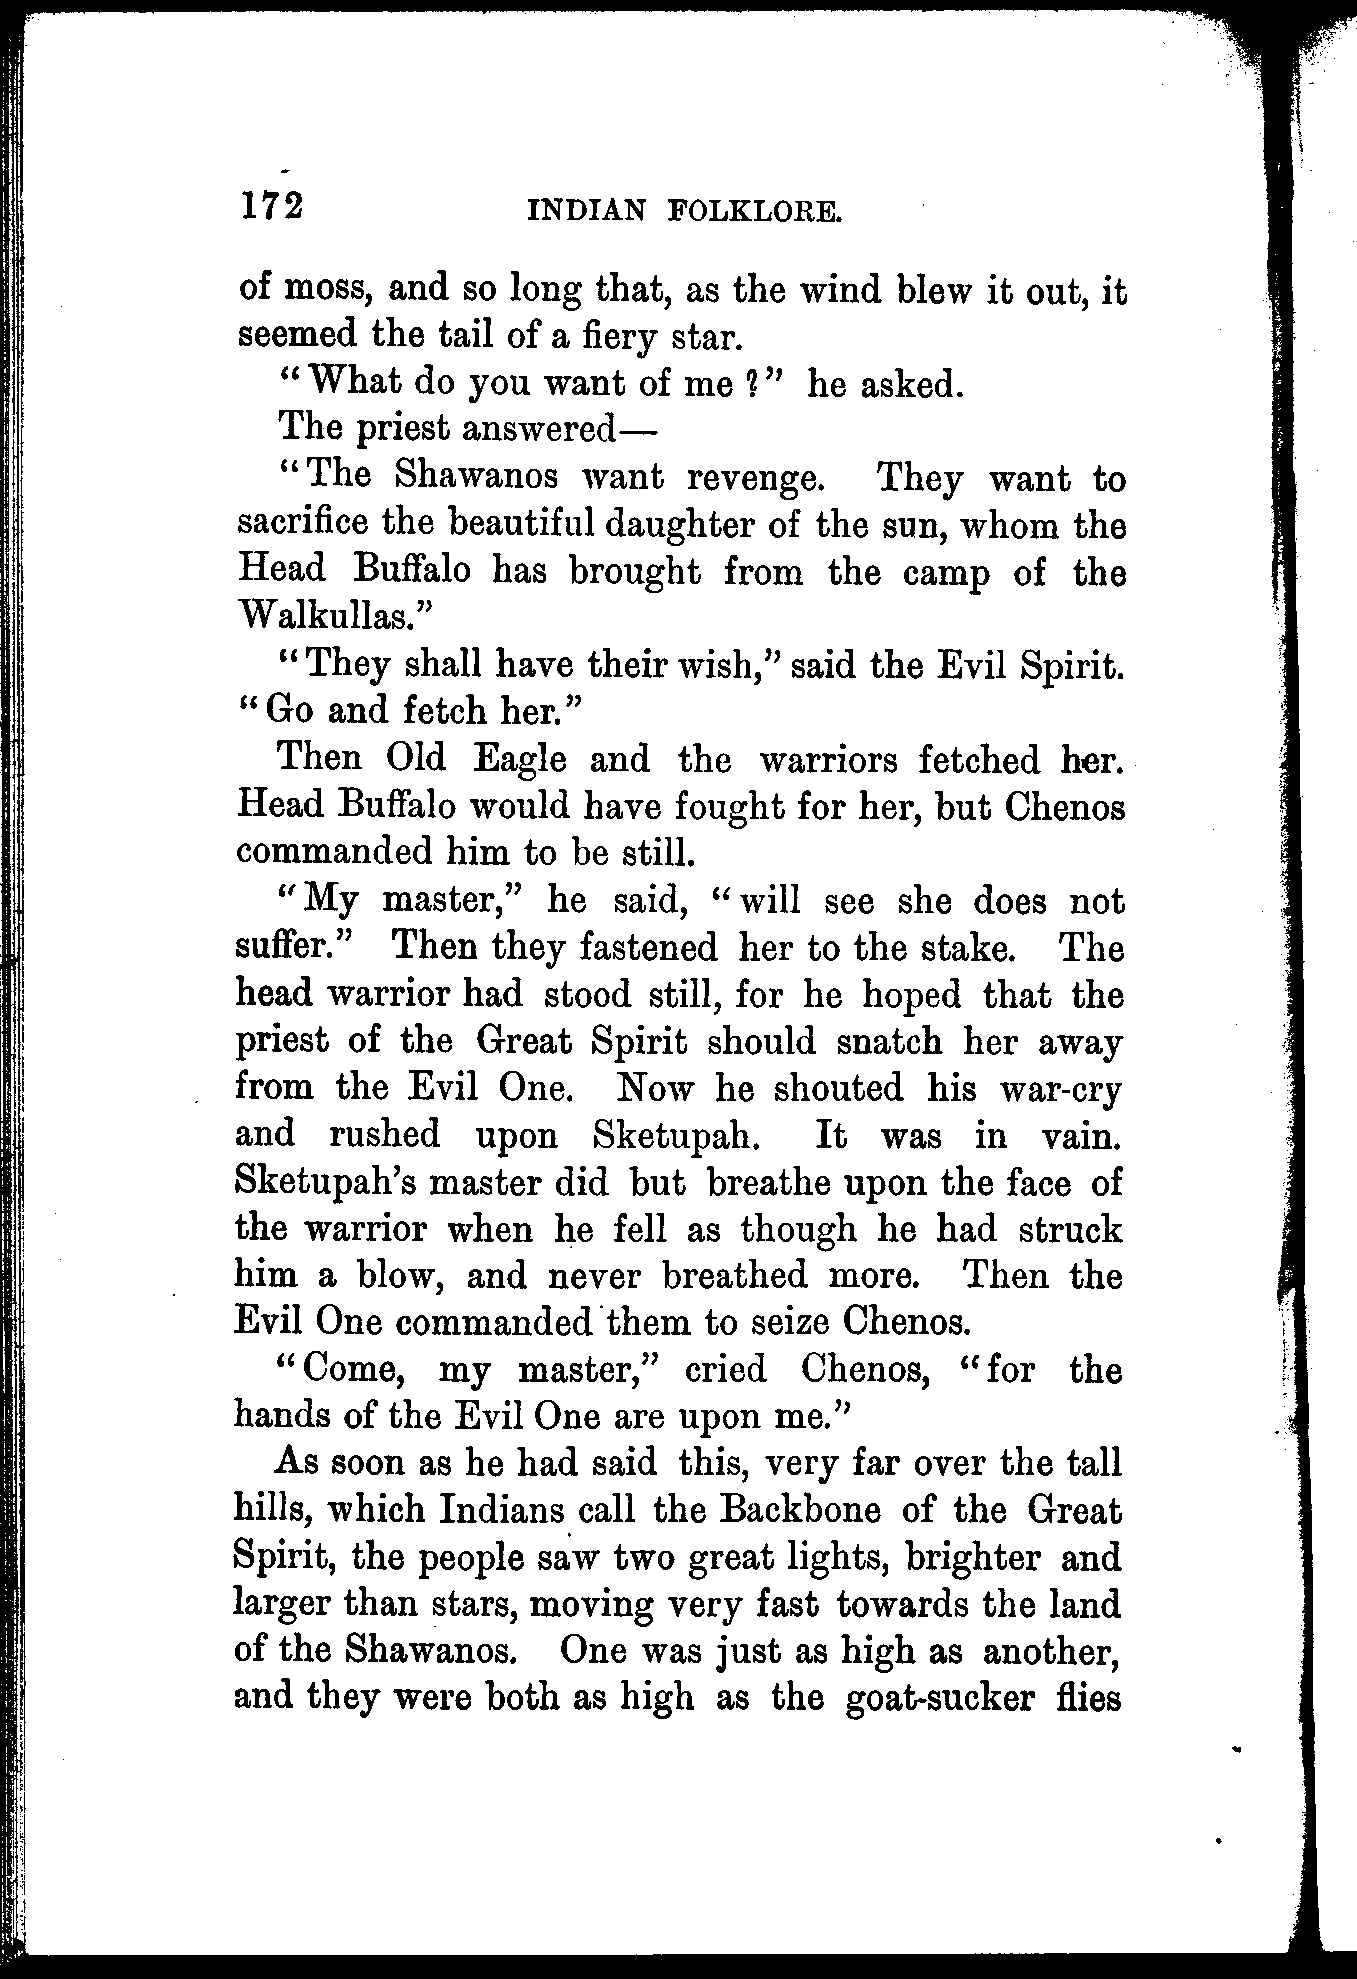 172 INDIAN FOLKLORE.
of moss, and so long that, as the wind blew it out, it
seemed the tail of a fiery star.
“What do you want of me?” he asked.
The priest answered—
“The Shawanos want revenge. They want to
sacrifice the beautiful daughter of the sun, whom the
Head Buffalo has brought from the camp of the
Walkullas.”
“They shall have their wish,” said the Evil Spirit.
“Go and fetch her.”
Then Old Eagle and the warriors fetched her.
Head Buffalo would have fought for her, but Chenos
commanded him to be still.
“My master,” he said, “will see she does not
suffer.” Then they fastened her to the stake. The
head warrior had stood still, for he hoped that the
priest of the Great Spirit should snatch her away
from the Evil One. Now he shouted his war-cry
and rushed upon Sketupah. It was in vain.
Sketupah’s master did but breathe upon the face of
the warrior when he fell as though he had struck
him a blow, and never breathed more. Then the
Evil One commanded them to seize Chenos.
“Come, my master,” cried Chenos, “for the
hands of the Evil One are upon me.”
As soon as he had said this, very far over the tall
hills, which Indians call the Backbone of the Great
Spirit, the people saw two great lights, brighter and
larger than stars, moving very fast towards the land
of the Shawanos. One was just as high as another,
and they were both as high as the goat-sucker flies